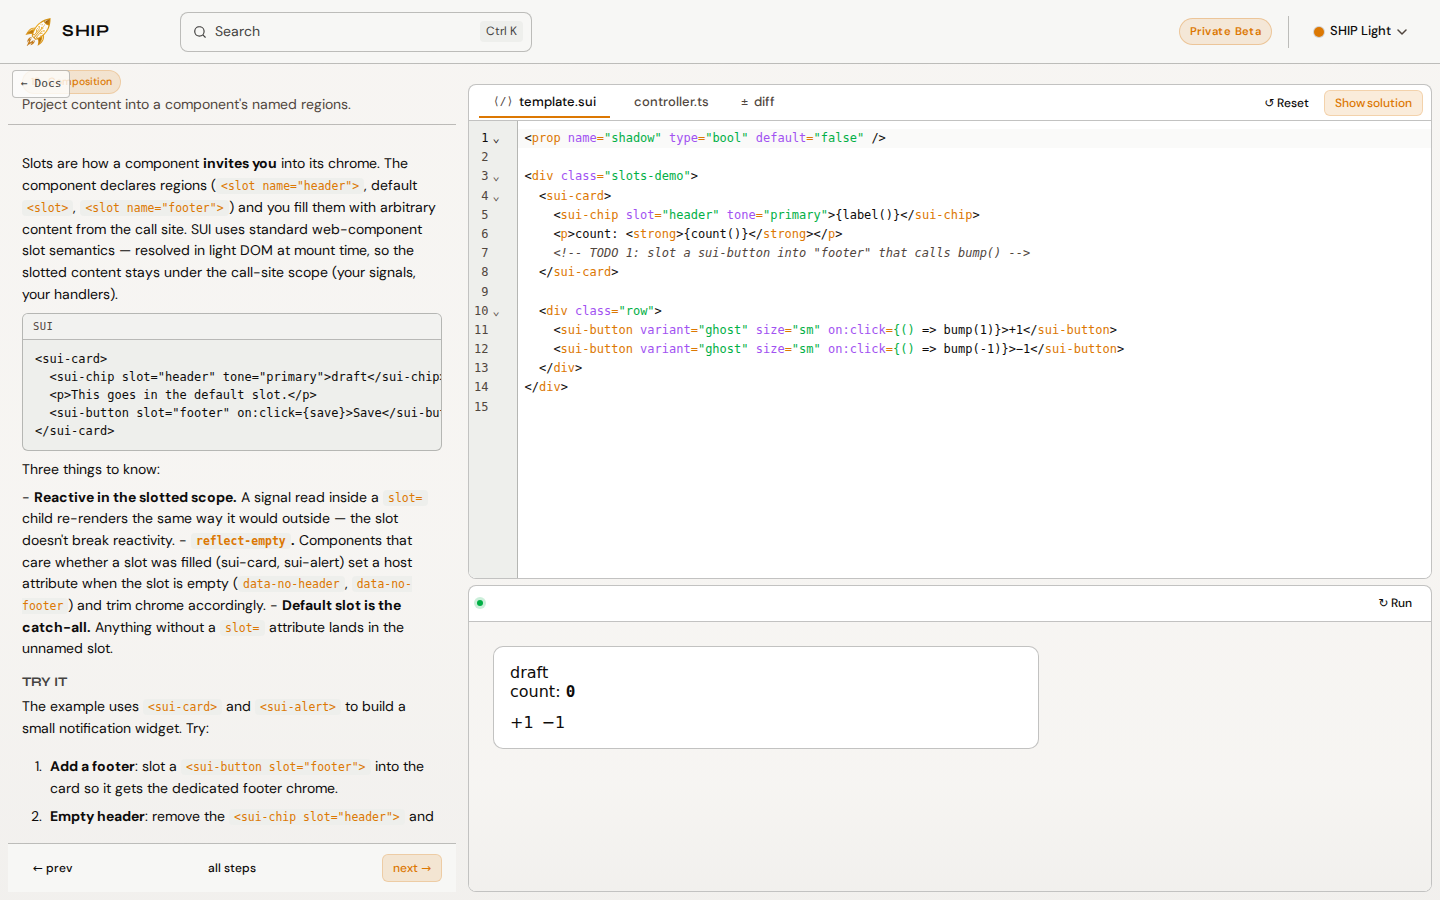 SHIP
Search
Ctrl K
Private Beta
SHIP Light
← Docs
mposition
Project content into a component's named regions.
Slots are how a component invites you into its chrome. The
component declares regions ( <slot name="header"> , default
<slot> , <slot name="footer"> ) and you fill them with arbitrary
content from the call site. SUI uses standard web-component
slot semantics — resolved in light DOM at mount time, so the
slotted content stays under the call-site scope (your signals,
your handlers).
SUI
<sui-card>
<sui-chip slot="header" tone="primary">draft</sui-chip>
<p>This goes in the default slot.</p>
<sui-button slot="footer" on:click={save}>Save</sui-bu
</sui-card>
Three things to know:
- Reactive in the slotted scope. A signal read inside a slot=
child re-renders the same way it would outside — the slot
doesn't break reactivity. - reflect-empty . Components that
care whether a slot was filled (sui-card, sui-alert) set a host
attribute when the slot is empty ( data-no-header , data-no-
footer ) and trim chrome accordingly. - Default slot is the
catch-all. Anything without a slot= attribute lands in the
unnamed slot.
TRY IT
The example uses <sui-card> and <sui-alert> to build a
small notification widget. Try:
1. Add a footer: slot a <sui-button slot="footer"> into the
card so it gets the dedicated footer chrome.
2. Empty header: remove the <sui-chip slot="header"> and
← prev
all steps
next →
(/) template.sui
controller.ts
± diff
↺ Reset
Show solution
1 <prop name="shadow" type="bool" default="false" />
2
3 <div class="slots-demo">
4 <sui-card>
5 <sui-chip slot="header" tone="primary">{label()}</sui-chip>
6 <p>count: <strong>{count()}</strong></p>
7 <!-- TODO 1: slot a sui-button into "footer" that calls bump() -->
8 </sui-card>
9
10 <div class="row">
11 <sui-button variant="ghost" size="sm" on:click={() => bump(1)}>+1</sui-button>
12 <sui-button variant="ghost" size="sm" on:click={() => bump(-1)}>−1</sui-button>
13 </div>
14 </div>
15
↻ Run
draft
count: 0
+1 −1